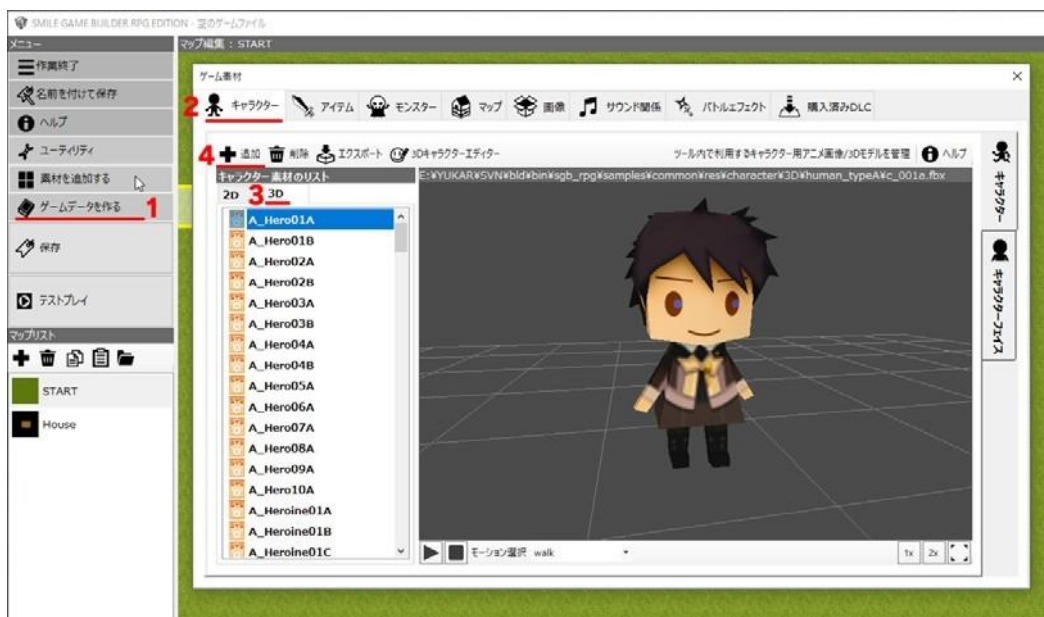 SMILE GAME BUILDER RPG EDITION - 空のゲームファイル
メニュー
作業終了
名前を付けて保存
ヘルプ
ユーティリティ
素材を追加する
ゲームデータを作る 1
保存
テストプレイ
マップリスト
START
House
マップ編集 : START
ゲーム素材
2 キャラクター アイテム モンスター マップ 画像 サウンド関係 バトルエフェクト 購入済みDLC
4 追加 削除 エクスポート 3Dキャラクターエディター ツール内で利用するキャラクター用アニメ画像/3Dモデルを管理 ヘルプ
キャラクター素材のリスト
2D 3 3D
E:¥YUKAR¥SVN¥bld¥bin¥sgb_rpg¥samples¥common¥res¥character¥3D¥human_typeA¥c_001a.fbx
A_Hero01A
A_Hero01B
A_Hero02A
A_Hero02B
A_Hero03A
A_Hero03B
A_Hero04A
A_Hero04B
A_Hero05A
A_Hero06A
A_Hero07A
A_Hero08A
A_Hero09A
A_Hero10A
A_Heroine01A
A_Heroine01B
A_Heroine01C
モーション選択 walk
1x 2x
キャラクター
キャラクターフェイス